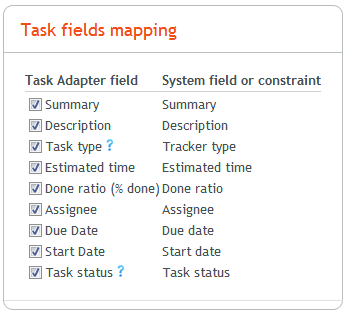 Task fields mapping
Task Adapter field System field or constraint
Summary Summary
Description Description
Task type ? Tracker type
Estimated time Estimated time
Done ratio (% done) Done ratio
Assignee Assignee
Due Date Due date
Start Date Start date
Task status ? Task status